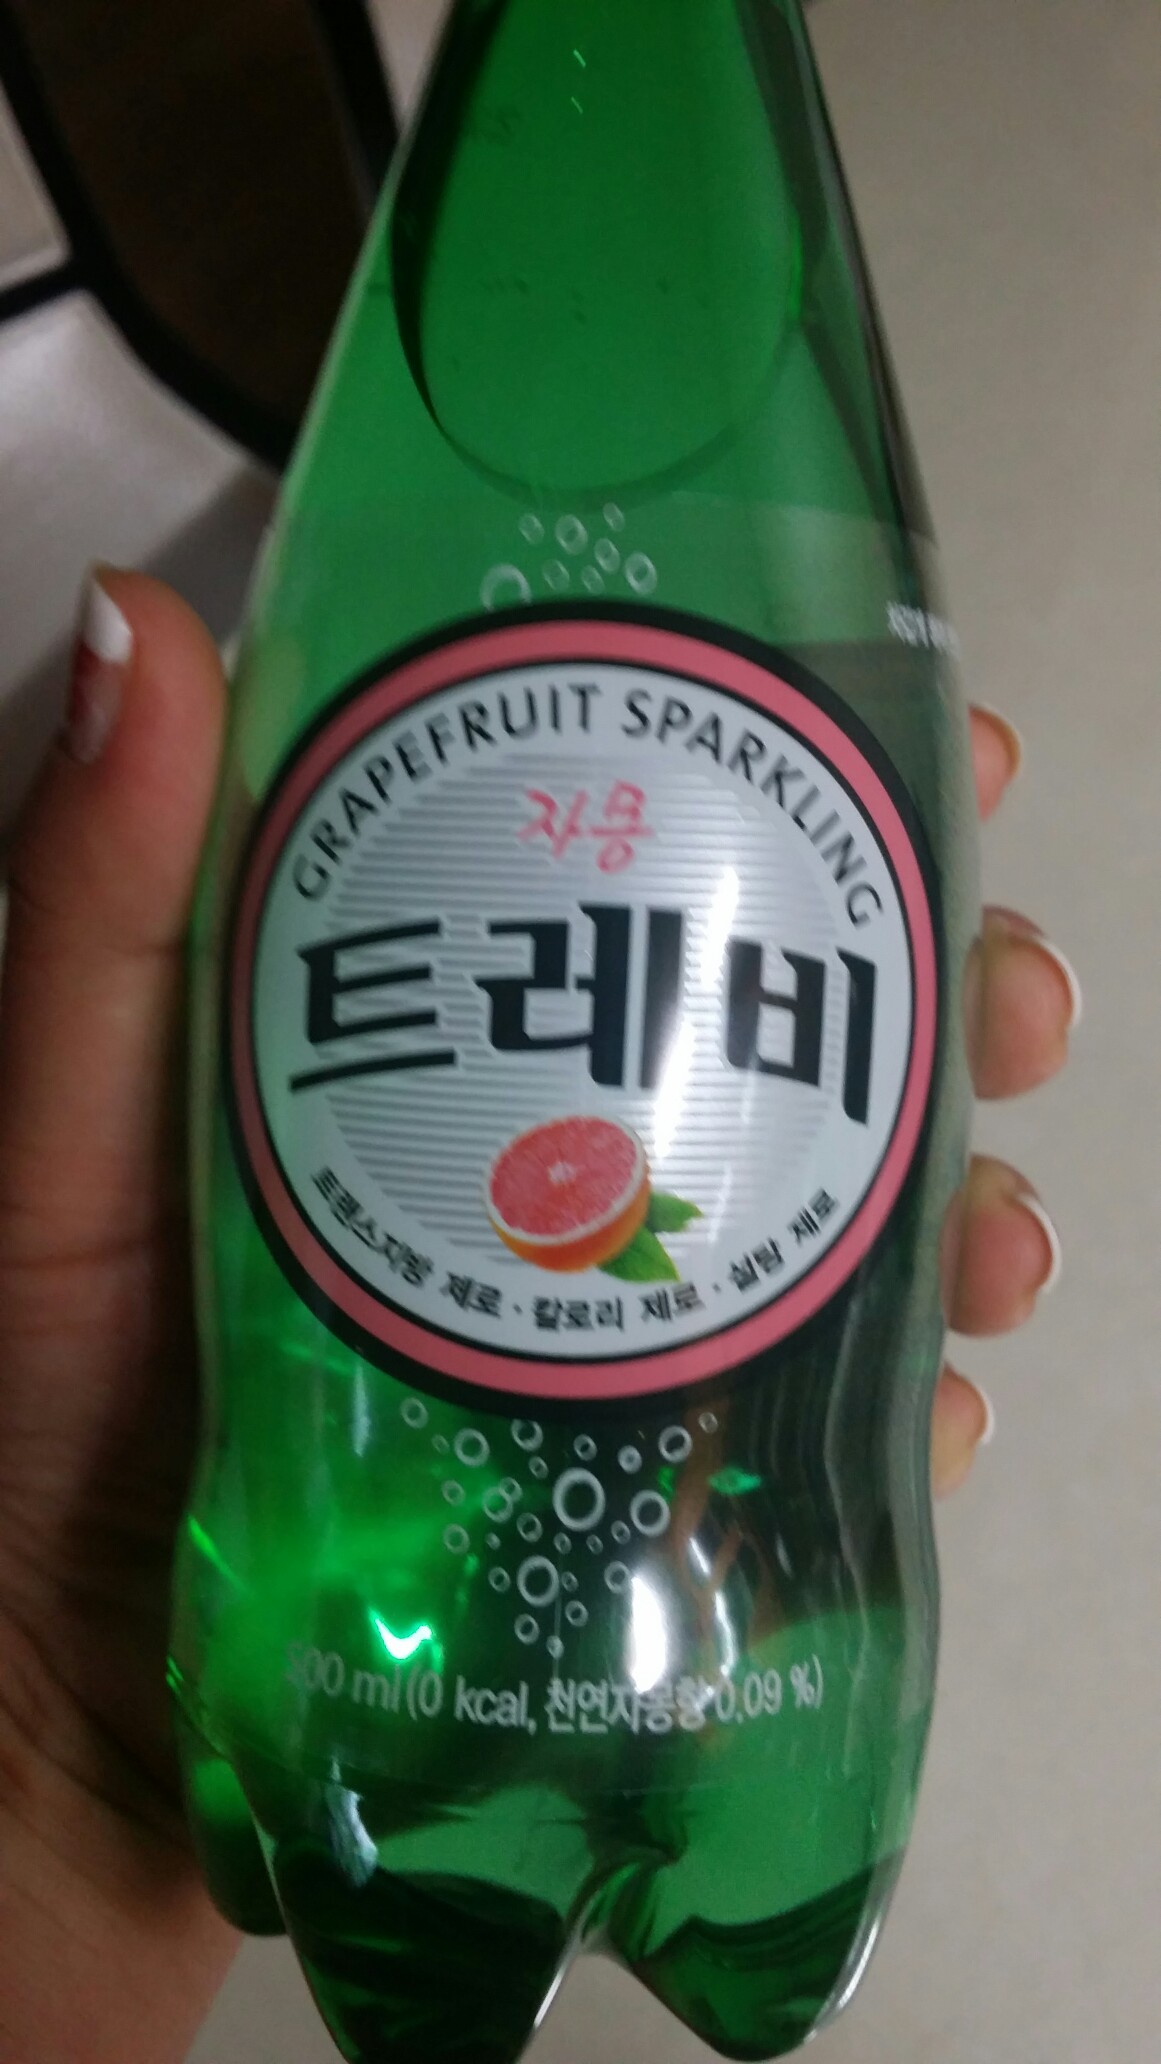 GRAPEFRUIT SPARKLING
자몽
트레비
트랜스지방 제로 · 칼로리 제로 · 설탕 제로
500 ml (0 kcal, 천연자몽향 0.09 %)